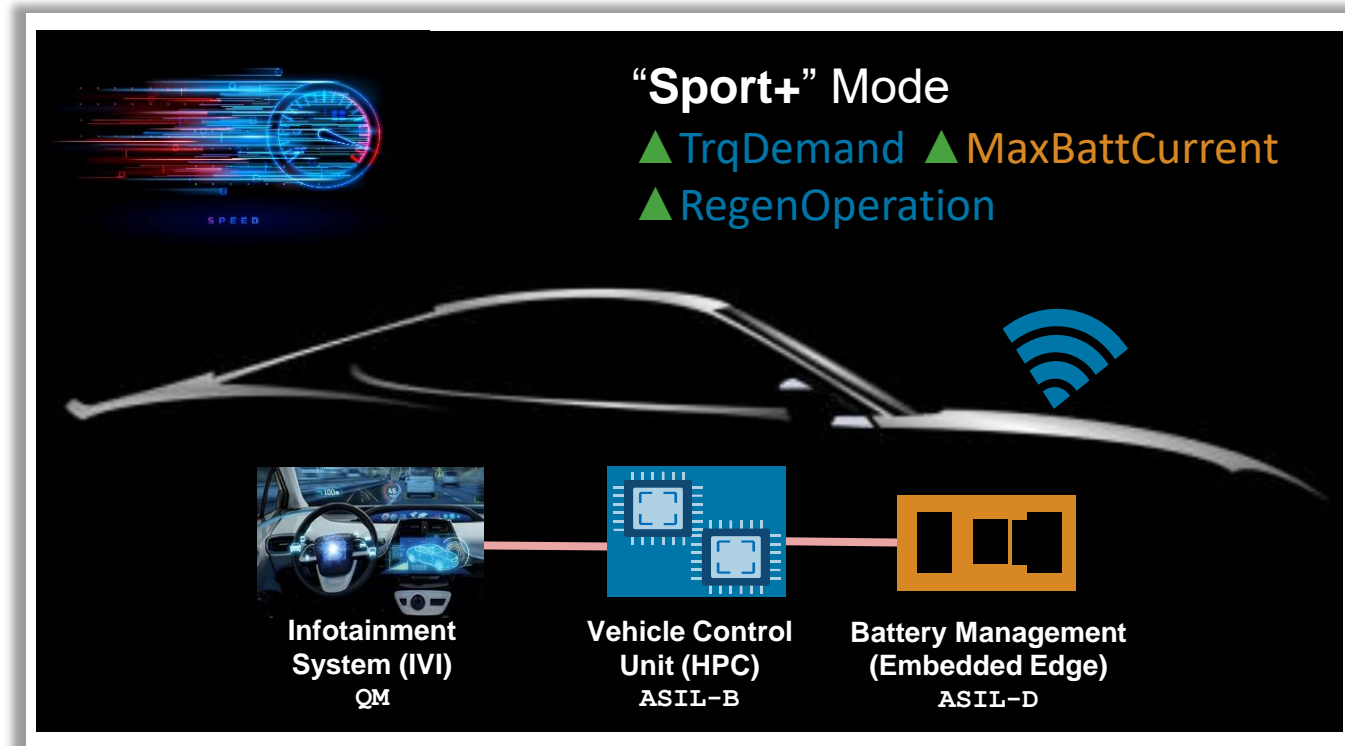 “Sport+” Mode
▲TrqDemand ▲MaxBattCurrent
▲RegenOperation
SPEED
Infotainment
System (IVI)
QM
Vehicle Control
Unit (HPC)
ASIL-B
Battery Management
(Embedded Edge)
ASIL-D